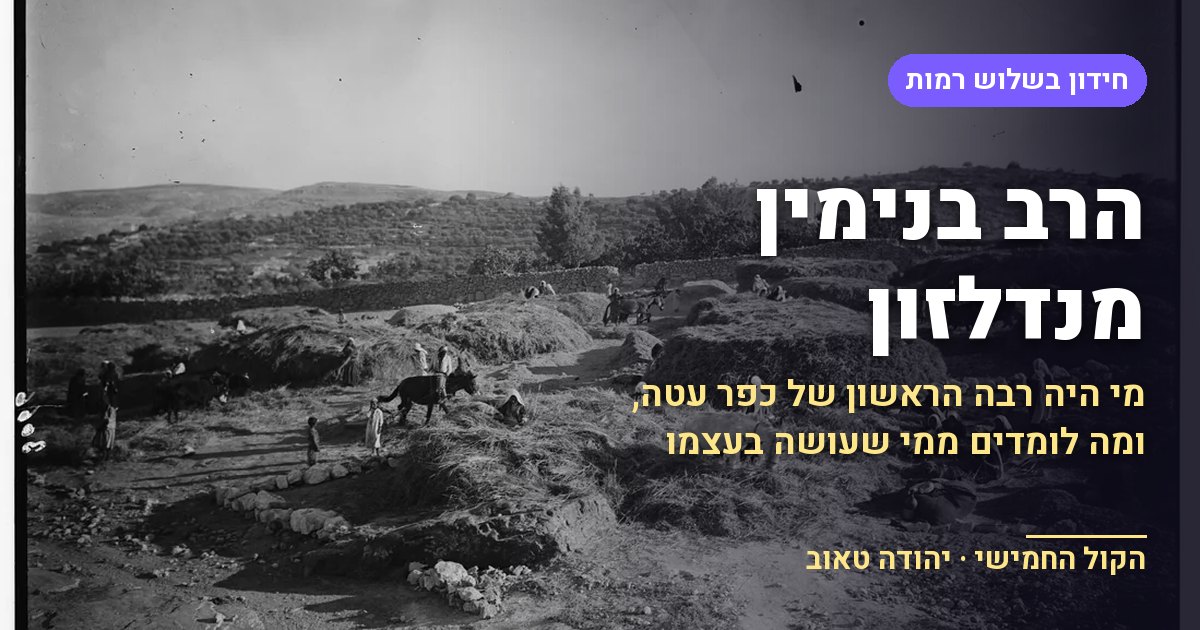 חידון בשלוש רמות
הרב בנימין
מנדלזון
מי היה רבה הראשון של כפר עטה,
ומה לומדים ממי שעושה בעצמו
הקול החמישי · יהודה טאוב